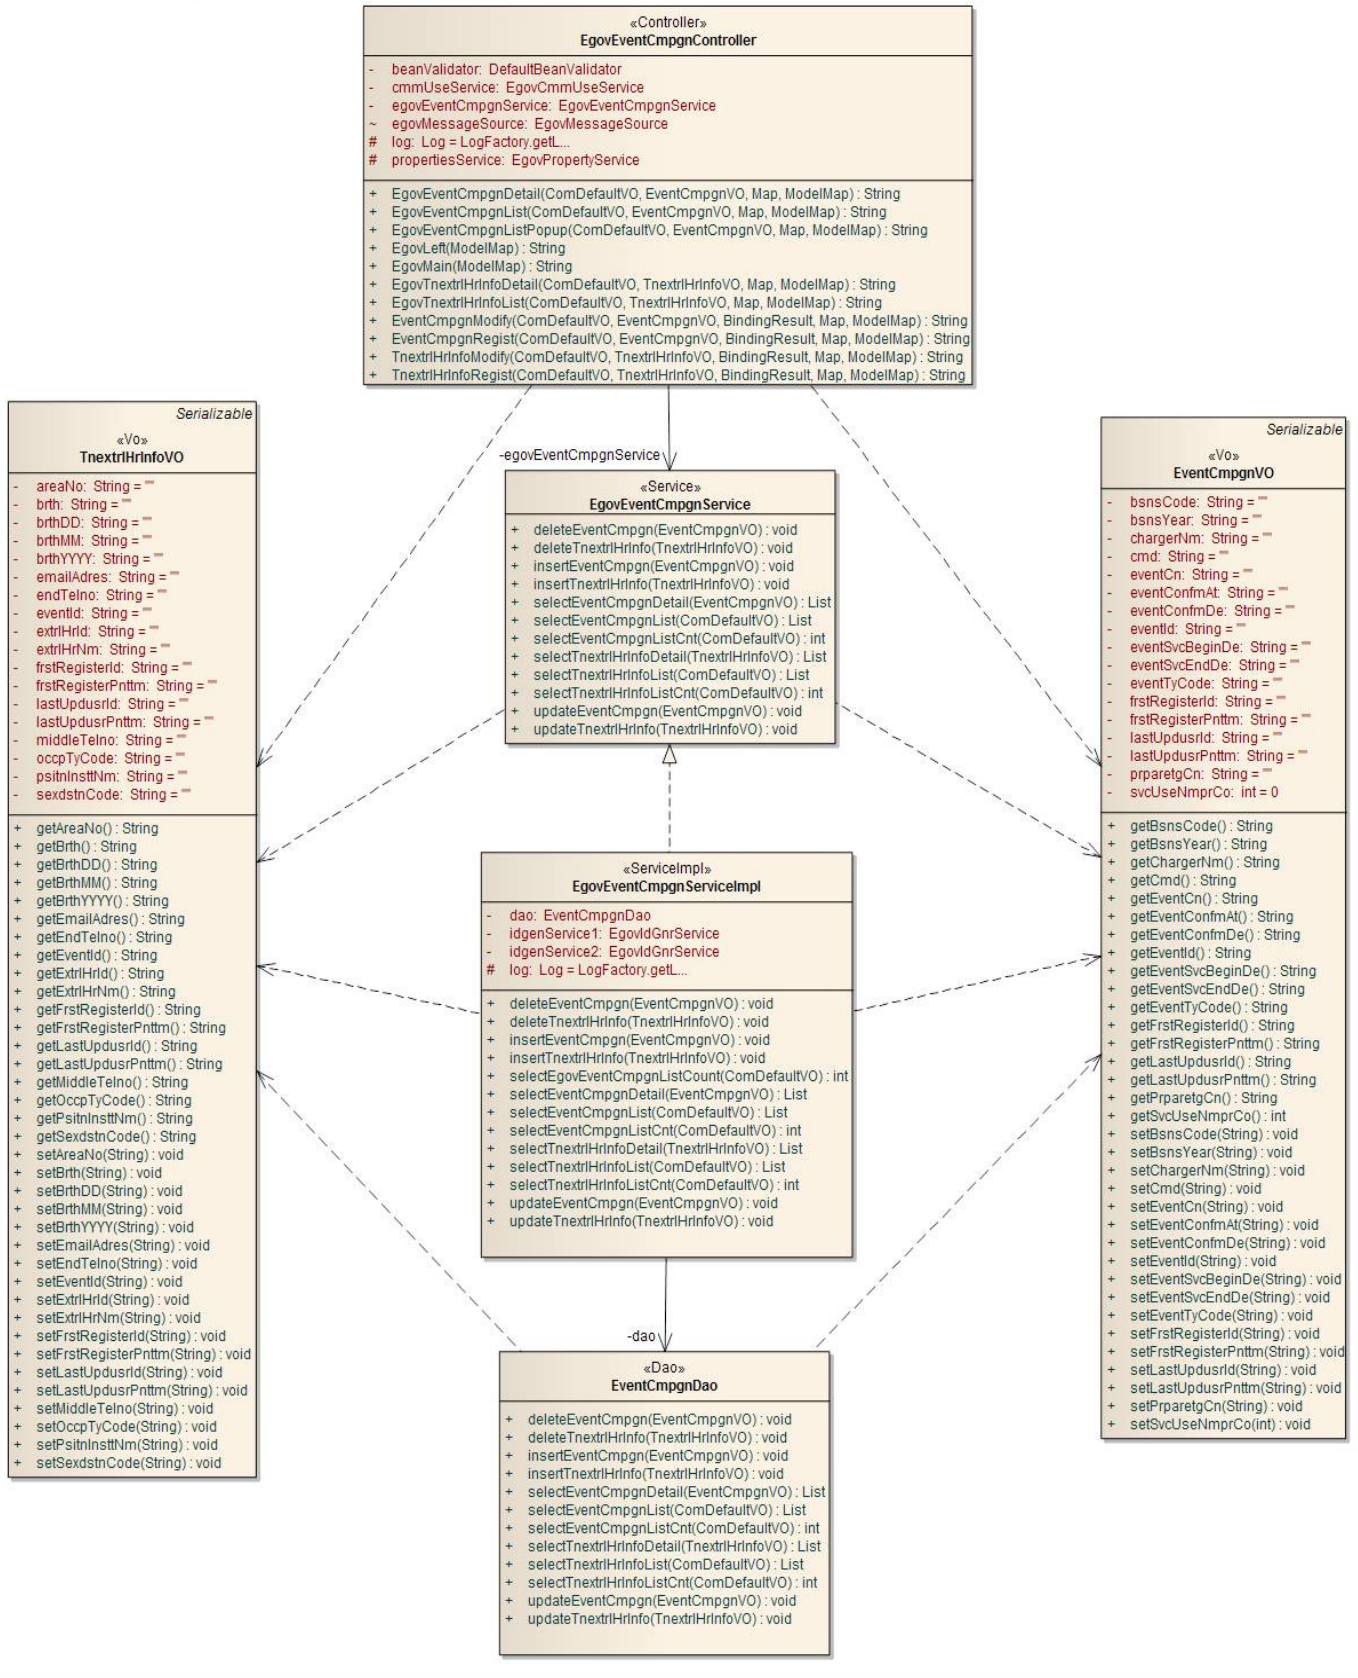 «Controller»
EgovEventCmpgnController
- beanValidator: DefaultBeanValidator
- cmmUseService: EgovCmmUseService
- egovEventCmpgnService: EgovEventCmpgnService
~ egovMessageSource: EgovMessageSource
# log: Log = LogFactory.getL...
# propertiesService: EgovPropertyService
+ EgovEventCmpgnDetail(ComDefaultVO, EventCmpgnVO, Map, ModelMap) : String
+ EgovEventCmpgnList(ComDefaultVO, EventCmpgnVO, Map, ModelMap) : String
+ EgovEventCmpgnListPopup(ComDefaultVO, EventCmpgnVO, Map, ModelMap) : String
+ EgovLeft(ModelMap) : String
+ EgovMain(ModelMap) : String
+ EgovTnextrlHrInfoDetail(ComDefaultVO, TnextrlHrInfoVO, Map, ModelMap) : String
+ EgovTnextrlHrInfoList(ComDefaultVO, TnextrlHrInfoVO, Map, ModelMap) : String
+ EventCmpgnModify(ComDefaultVO, EventCmpgnVO, BindingResult, Map, ModelMap) : String
+ EventCmpgnRegist(ComDefaultVO, EventCmpgnVO, BindingResult, Map, ModelMap) : String
+ TnextrlHrInfoModify(ComDefaultVO, TnextrlHrInfoVO, BindingResult, Map, ModelMap) : String
+ TnextrlHrInfoRegist(ComDefaultVO, TnextrlHrInfoVO, BindingResult, Map, ModelMap) : String
Serializable
«Vo»
TnextrlHrInfoVO
- areaNo: String = ""
- brth: String = ""
- brthDD: String = ""
- brthMM: String = ""
- brthYYYY: String = ""
- emailAdres: String = ""
- endTelno: String = ""
- eventId: String = ""
- extrlHrId: String = ""
- extrlHrNm: String = ""
- frstRegisterId: String = ""
- frstRegisterPnttm: String = ""
- lastUpdusrId: String = ""
- lastUpdusrPnttm: String = ""
- middleTelno: String = ""
- occpTyCode: String = ""
- psitnInsttNm: String = ""
- sexdstnCode: String = ""
+ getAreaNo() : String
+ getBrth() : String
+ getBrthDD() : String
+ getBrthMM() : String
+ getBrthYYYY() : String
+ getEmailAdres() : String
+ getEndTelno() : String
+ getEventId() : String
+ getExtrlHrId() : String
+ getExtrlHrNm() : String
+ getFrstRegisterId() : String
+ getFrstRegisterPnttm() : String
+ getLastUpdusrId() : String
+ getLastUpdusrPnttm() : String
+ getMiddleTelno() : String
+ getOccpTyCode() : String
+ getPsitnInsttNm() : String
+ getSexdstnCode() : String
+ setAreaNo(String) : void
+ setBrth(String) : void
+ setBrthDD(String) : void
+ setBrthMM(String) : void
+ setBrthYYYY(String) : void
+ setEmailAdres(String) : void
+ setEndTelno(String) : void
+ setEventId(String) : void
+ setExtrlHrId(String) : void
+ setExtrlHrNm(String) : void
+ setFrstRegisterId(String) : void
+ setFrstRegisterPnttm(String) : void
+ setLastUpdusrId(String) : void
+ setLastUpdusrPnttm(String) : void
+ setMiddleTelno(String) : void
+ setOccpTyCode(String) : void
+ setPsitnInsttNm(String) : void
+ setSexdstnCode(String) : void
-egovEventCmpgnService
«Service»
EgovEventCmpgnService
+ deleteEventCmpgn(EventCmpgnVO) : void
+ deleteTnextrlHrInfo(TnextrlHrInfoVO) : void
+ insertEventCmpgn(EventCmpgnVO) : void
+ insertTnextrlHrInfo(TnextrlHrInfoVO) : void
+ selectEventCmpgnDetail(EventCmpgnVO) : List
+ selectEventCmpgnList(ComDefaultVO) : List
+ selectEventCmpgnListCnt(ComDefaultVO) : int
+ selectTnextrlHrInfoDetail(TnextrlHrInfoVO) : List
+ selectTnextrlHrInfoList(ComDefaultVO) : List
+ selectTnextrlHrInfoListCnt(ComDefaultVO) : int
+ updateEventCmpgn(EventCmpgnVO) : void
+ updateTnextrlHrInfo(TnextrlHrInfoVO) : void
«ServiceImpl»
EgovEventCmpgnServiceImpl
- dao: EventCmpgnDao
- idgenService1: EgovIdGnrService
- idgenService2: EgovIdGnrService
# log: Log = LogFactory.getL...
+ deleteEventCmpgn(EventCmpgnVO) : void
+ deleteTnextrlHrInfo(TnextrlHrInfoVO) : void
+ insertEventCmpgn(EventCmpgnVO) : void
+ insertTnextrlHrInfo(TnextrlHrInfoVO) : void
+ selectEgovEventCmpgnListCount(ComDefaultVO) : int
+ selectEventCmpgnDetail(EventCmpgnVO) : List
+ selectEventCmpgnList(ComDefaultVO) : List
+ selectEventCmpgnListCnt(ComDefaultVO) : int
+ selectTnextrlHrInfoDetail(TnextrlHrInfoVO) : List
+ selectTnextrlHrInfoList(ComDefaultVO) : List
+ selectTnextrlHrInfoListCnt(ComDefaultVO) : int
+ updateEventCmpgn(EventCmpgnVO) : void
+ updateTnextrlHrInfo(TnextrlHrInfoVO) : void
-dao
«Dao»
EventCmpgnDao
+ deleteEventCmpgn(EventCmpgnVO) : void
+ deleteTnextrlHrInfo(TnextrlHrInfoVO) : void
+ insertEventCmpgn(EventCmpgnVO) : void
+ insertTnextrlHrInfo(TnextrlHrInfoVO) : void
+ selectEventCmpgnDetail(EventCmpgnVO) : List
+ selectEventCmpgnList(ComDefaultVO) : List
+ selectEventCmpgnListCnt(ComDefaultVO) : int
+ selectTnextrlHrInfoDetail(TnextrlHrInfoVO) : List
+ selectTnextrlHrInfoList(ComDefaultVO) : List
+ selectTnextrlHrInfoListCnt(ComDefaultVO) : int
+ updateEventCmpgn(EventCmpgnVO) : void
+ updateTnextrlHrInfo(TnextrlHrInfoVO) : void
Serializable
«Vo»
EventCmpgnVO
- bsnsCode: String = ""
- bsnsYear: String = ""
- chargerNm: String = ""
- cmd: String = ""
- eventCn: String = ""
- eventConfmAt: String = ""
- eventConfmDe: String = ""
- eventId: String = ""
- eventSvcBeginDe: String = ""
- eventSvcEndDe: String = ""
- eventTyCode: String = ""
- frstRegisterId: String = ""
- frstRegisterPnttm: String = ""
- lastUpdusrId: String = ""
- lastUpdusrPnttm: String = ""
- prparetgCn: String = ""
- svcUseNmprCo: int = 0
+ getBsnsCode() : String
+ getBsnsYear() : String
+ getChargerNm() : String
+ getCmd() : String
+ getEventCn() : String
+ getEventConfmAt() : String
+ getEventConfmDe() : String
+ getEventId() : String
+ getEventSvcBeginDe() : String
+ getEventSvcEndDe() : String
+ getEventTyCode() : String
+ getFrstRegisterId() : String
+ getFrstRegisterPnttm() : String
+ getLastUpdusrId() : String
+ getLastUpdusrPnttm() : String
+ getPrparetgCn() : String
+ getSvcUseNmprCo() : int
+ setBsnsCode(String) : void
+ setBsnsYear(String) : void
+ setChargerNm(String) : void
+ setCmd(String) : void
+ setEventCn(String) : void
+ setEventConfmAt(String) : void
+ setEventConfmDe(String) : void
+ setEventId(String) : void
+ setEventSvcBeginDe(String) : void
+ setEventSvcEndDe(String) : void
+ setEventTyCode(String) : void
+ setFrstRegisterId(String) : void
+ setFrstRegisterPnttm(String) : void
+ setLastUpdusrId(String) : void
+ setLastUpdusrPnttm(String) : void
+ setPrparetgCn(String) : void
+ setSvcUseNmprCo(int) : void